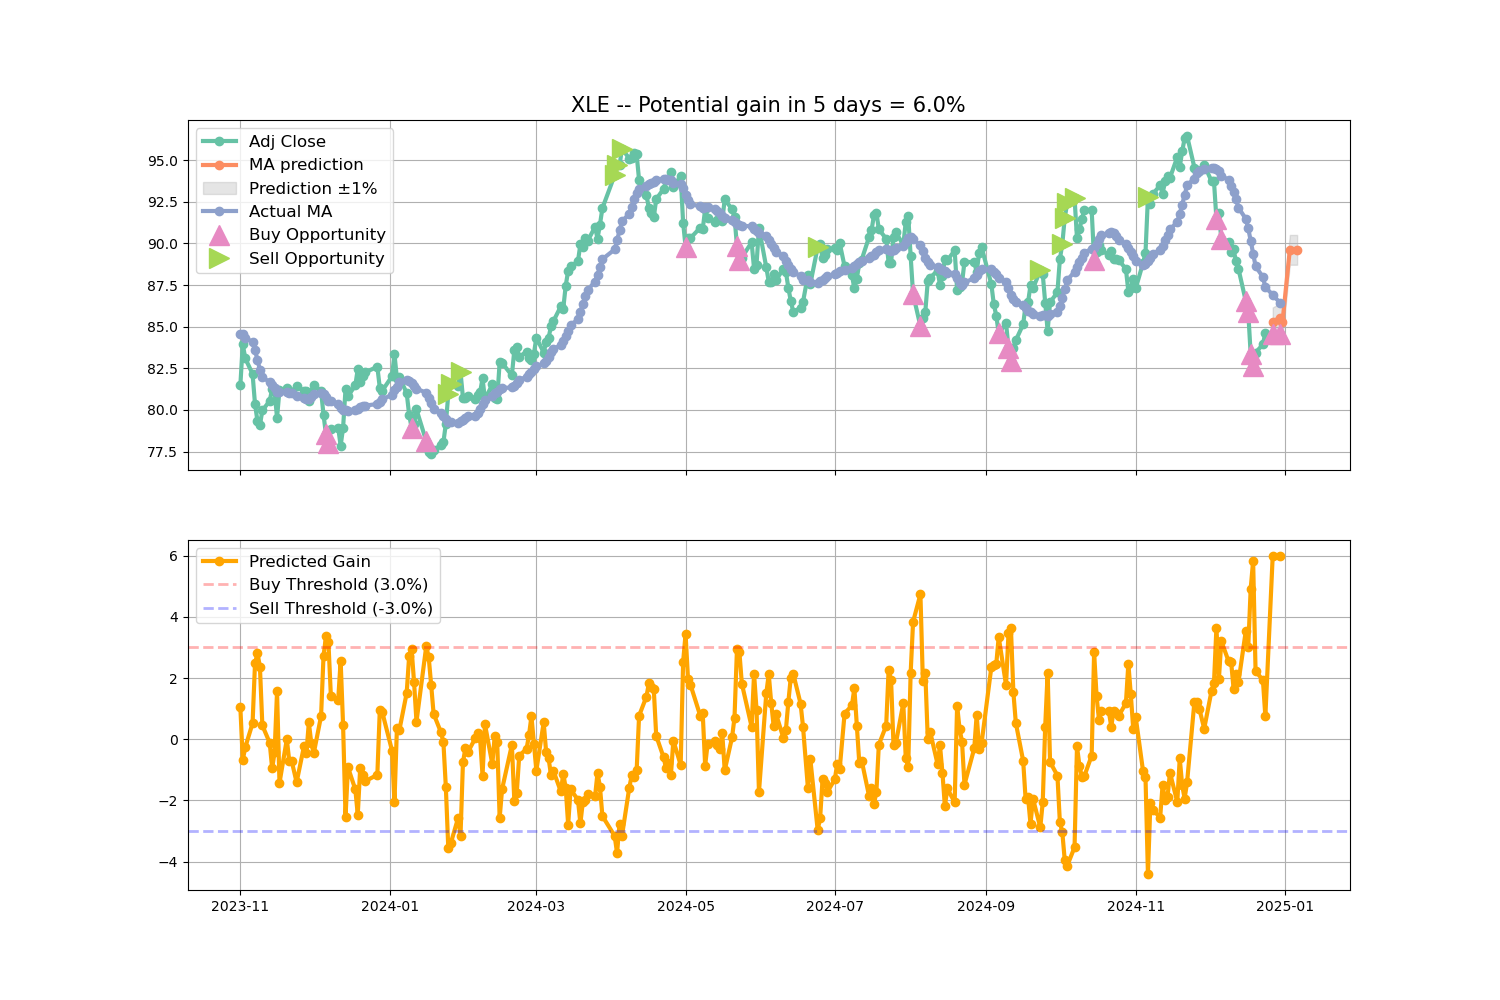 XLE -- Potential gain in 5 days = 6.0%
Adj Close
MA prediction
Prediction ±1%
Actual MA
Buy Opportunity
Sell Opportunity
95.0
92.5
90.0
87.5
85.0
82.5
80.0
77.5
Predicted Gain
Buy Threshold (3.0%)
Sell Threshold (-3.0%)
6
4
2
0
−2
−4
2023-11
2024-01
2024-03
2024-05
2024-07
2024-09
2024-11
2025-01